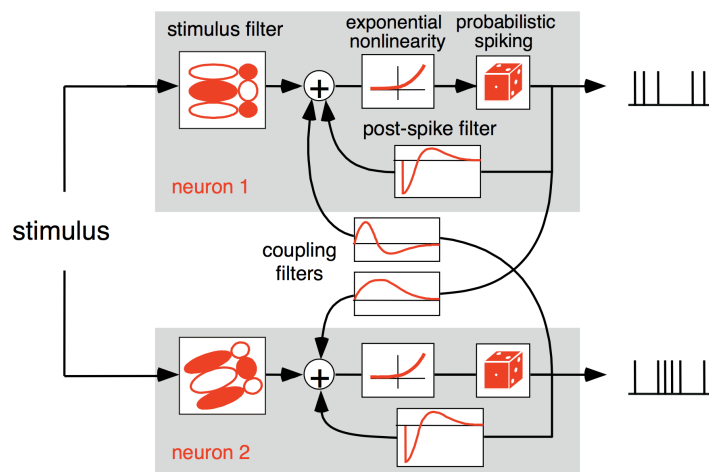 stimulus filter
exponential
nonlinearity
probabilistic
spiking
post-spike filter
neuron 1
stimulus
coupling
filters
neuron 2